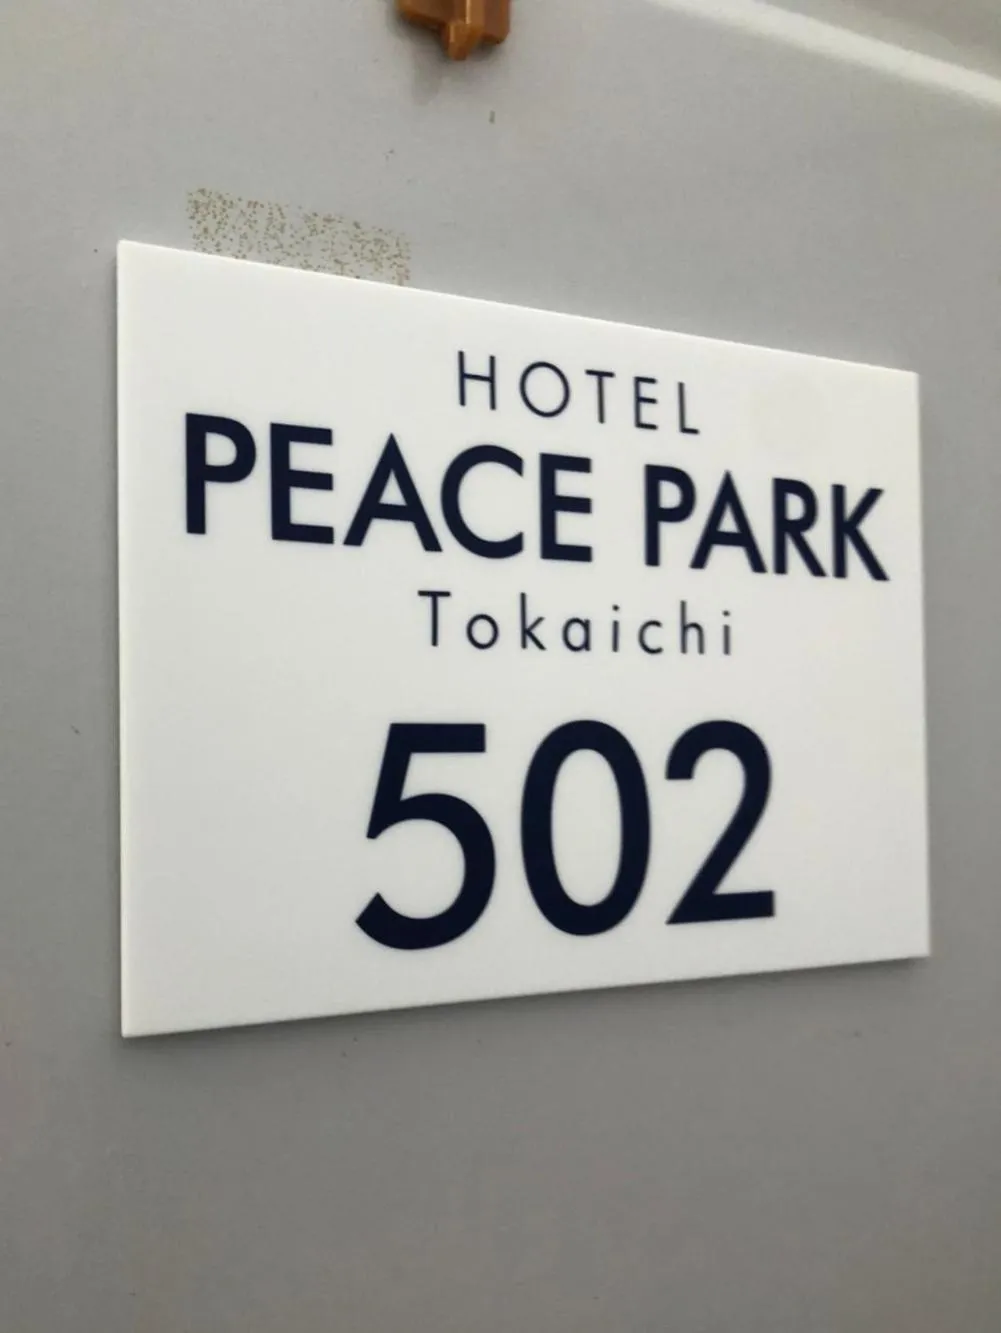 HOTEL
PEACE PARK
Tokaichi
502